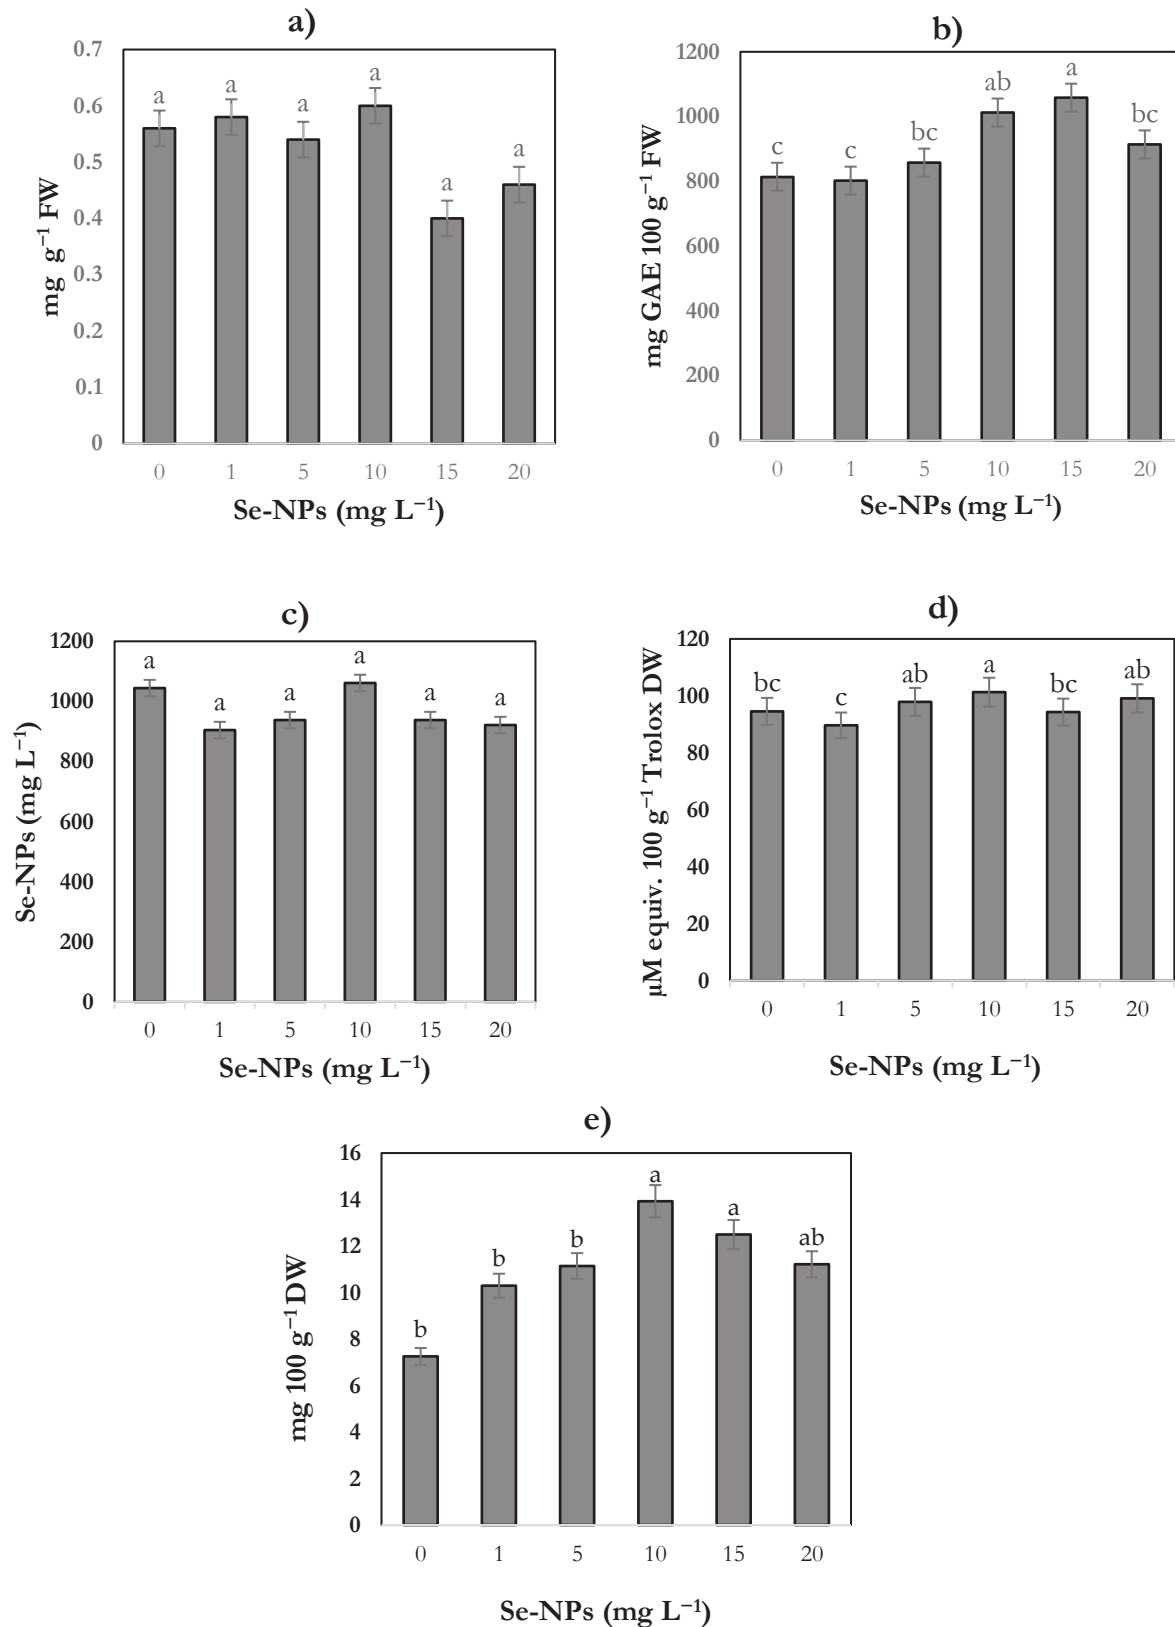 a)
0.7
0.6
0.5
0.4
0.3
0.2
0.1
0
mg g⁻¹ FW
a
a
a
a
a
a
0 1 5 10 15 20
Se-NPs (mg L⁻¹)
b)
1200
1000
800
600
400
200
0
mg GAE 100 g⁻¹ FW
c
c
bc
ab
a
bc
0 1 5 10 15 20
Se-NPs (mg L⁻¹)
c)
1200
1000
800
600
400
200
0
Se-NPs (mg L⁻¹)
a
a
a
a
a
a
0 1 5 10 15 20
Se-NPs (mg L⁻¹)
d)
120
100
80
60
40
20
0
µM equiv. 100 g⁻¹ Trolox DW
bc
c
ab
a
bc
ab
0 1 5 10 15 20
Se-NPs (mg L⁻¹)
e)
16
14
12
10
8
6
4
2
0
mg 100 g⁻¹ DW
b
b
b
a
a
ab
0 1 5 10 15 20
Se-NPs (mg L⁻¹)